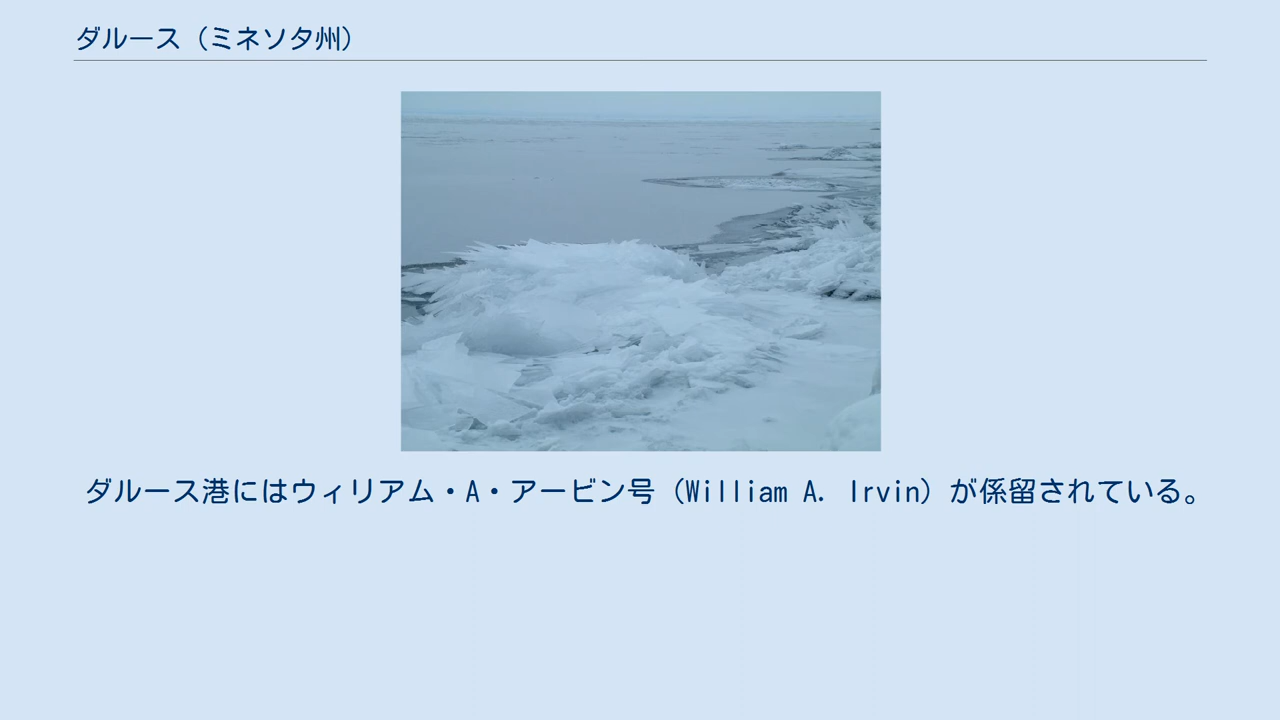 ダルース（ミネソタ州）
ダルース港にはウィリアム・A・アービン号（William A. Irvin）が係留されている。